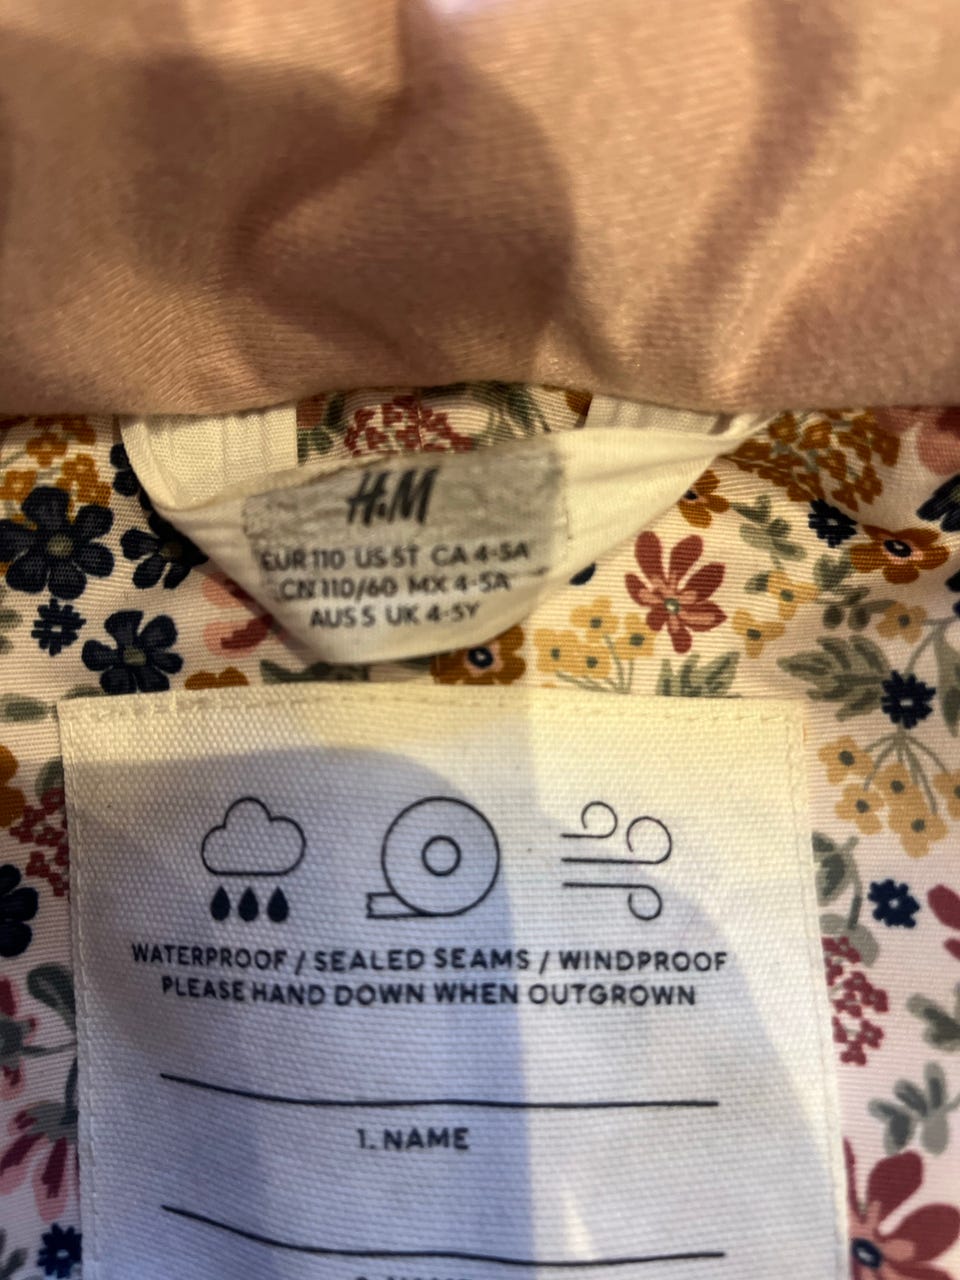 H&M
EUR 110 US 5T CA 4-5A
CN 110/60 MX 4-5A
AUS 5 UK 4-5Y
WATERPROOF / SEALED SEAMS / WINDPROOF
PLEASE HAND DOWN WHEN OUTGROWN
1. NAME